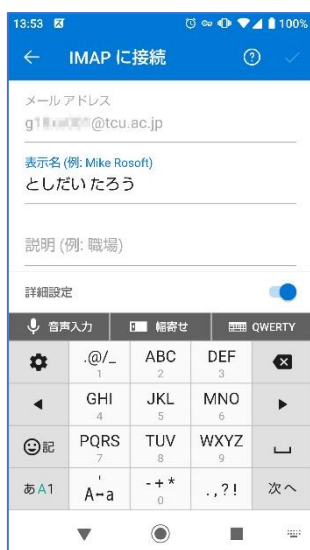 13:53 100%
IMAP に接続
メール アドレス
@tcu.ac.jp
表示名 (例: Mike Rosoft)
としだい たろう
説明 (例: 職場)
詳細設定
音声入力 幅寄せ QWERTY
.@/_ ABC DEF
1 2 3
GHI JKL MNO
4 5 6
記 PQRS TUV WXYZ
7 8 9
あA1 ' A↔a -+* .,?! 次へ
0